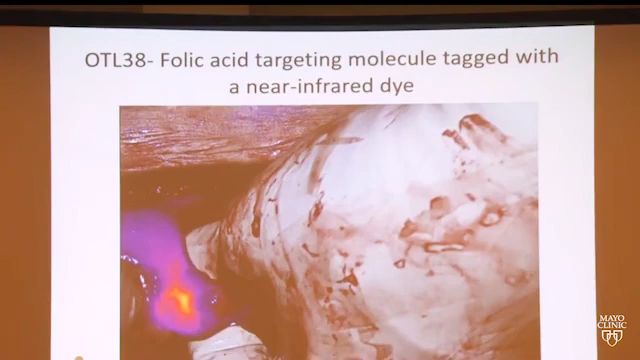 OTL38- Folic acid targeting molecule tagged with
a near-infrared dye
MAYO
CLINIC